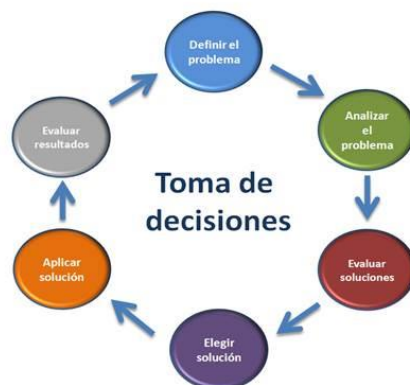 Definir el
problema
Analizar
el
problema
Evaluar
soluciones
Elegir
solución
Aplicar
solución
Evaluar
resultados
Toma de
decisiones